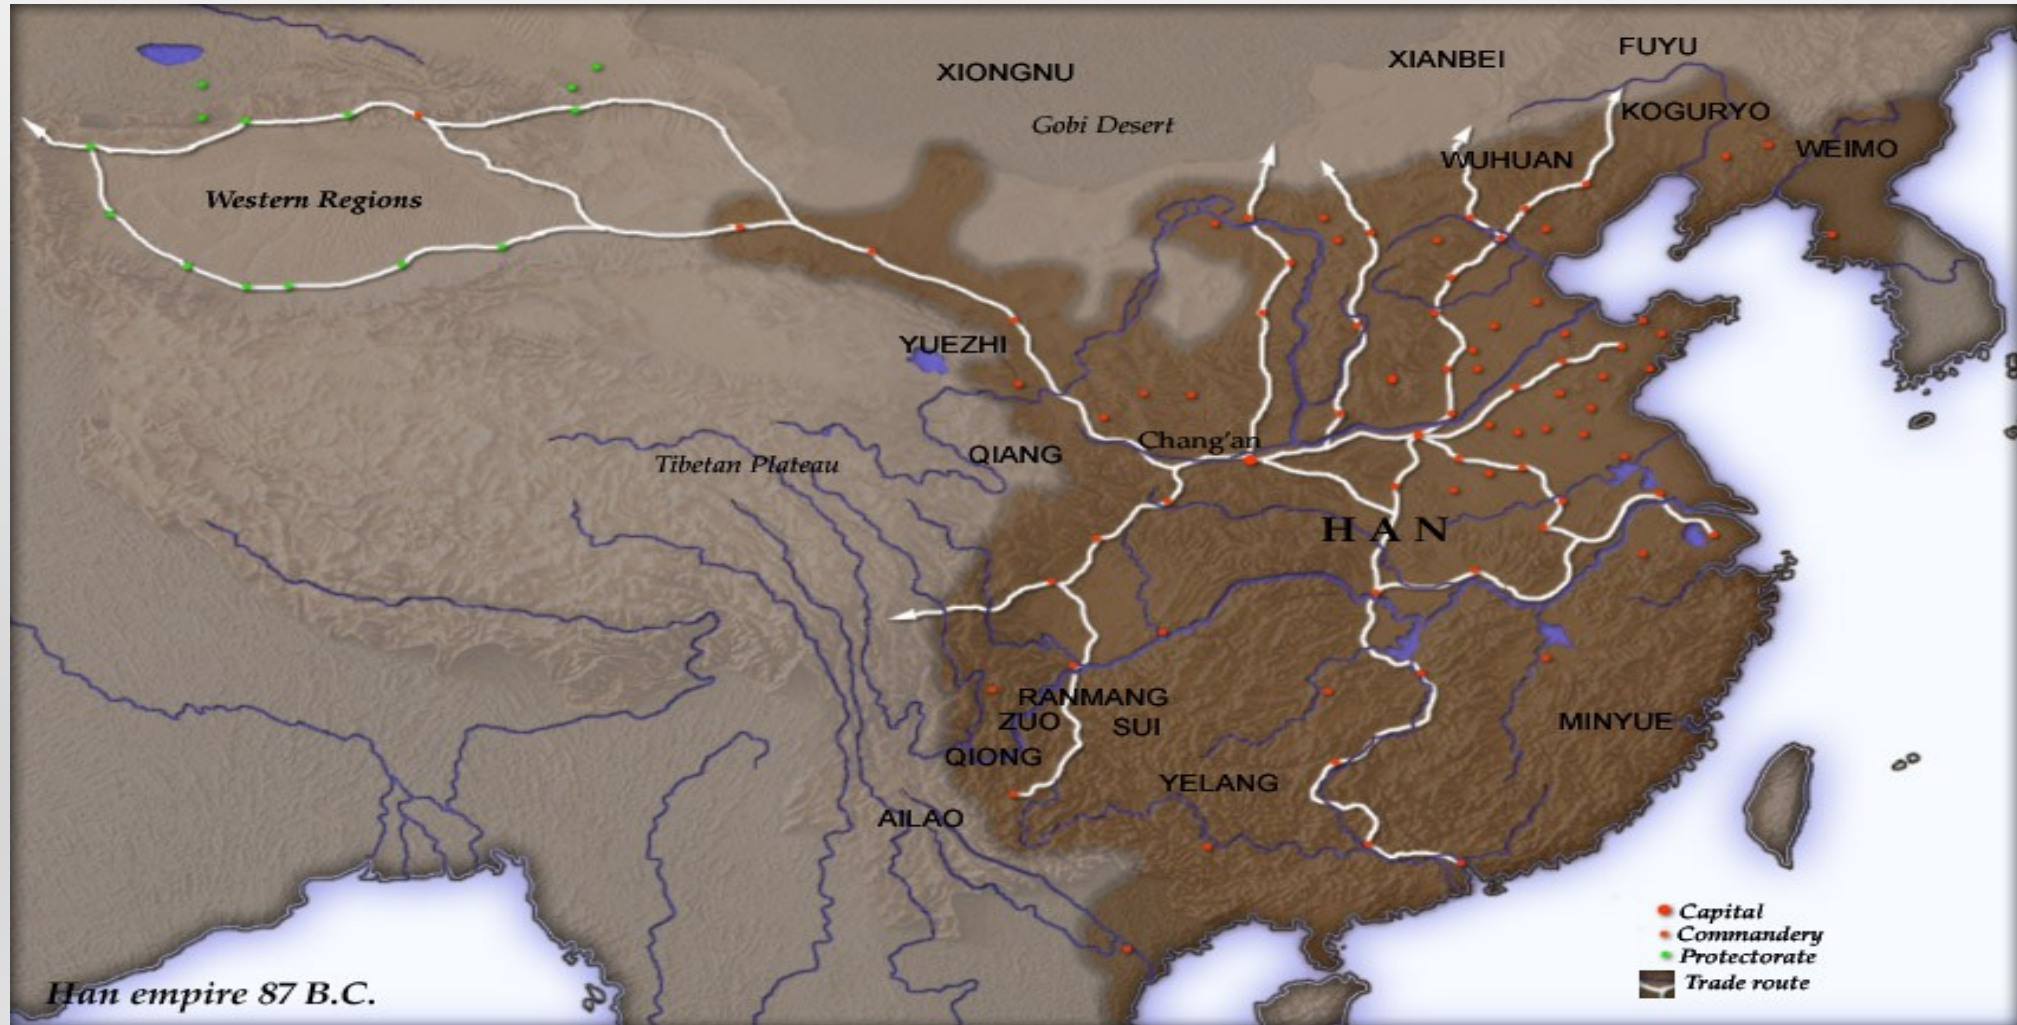 FUYU
XIANBEI
XIONGNU
KOGURYO
Gobi Desert
WEIMO
WUHUAN
Western Regions
YUEZHI
Chang'an
QIANG
Tibetan Plateau
HAN
RANMANG
ZUO
SUI
MINYUE
QIONG
YELANG
AILAO
Capital
Commandery
Protectorate
Trade route
Han empire 87 B.C.